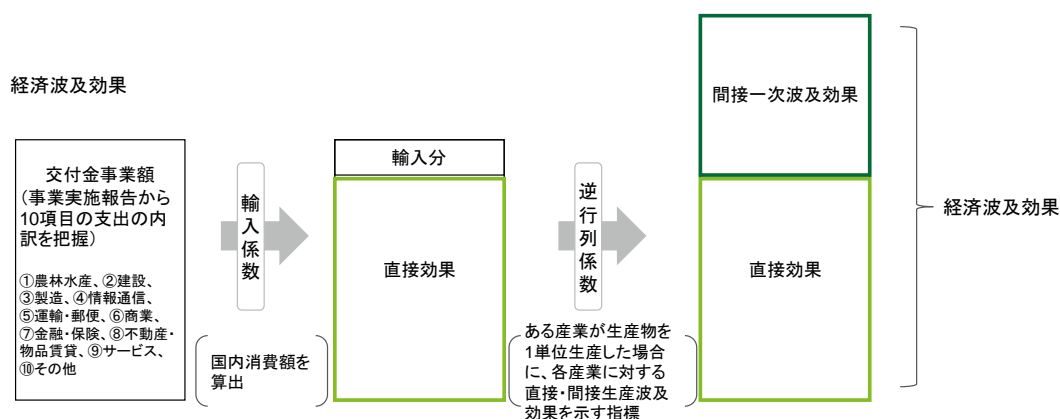 経済波及効果
交付金事業額
(事業実施報告から
10項目の支出の内
訳を把握)
①農林水産、②建設、
③製造、④情報通信、
⑤運輸・郵便、⑥商業、
⑦金融・保険、⑧不動産・
物品賃貸、⑨サービス、
⑩その他
輸入係数
国内消費額を
算出
輸入分
直接効果
逆行列係数
ある産業が生産物を
1単位生産した場合
に、各産業に対する
直接・間接生産波及
効果を示す指標
間接一次波及効果
直接効果
経済波及効果